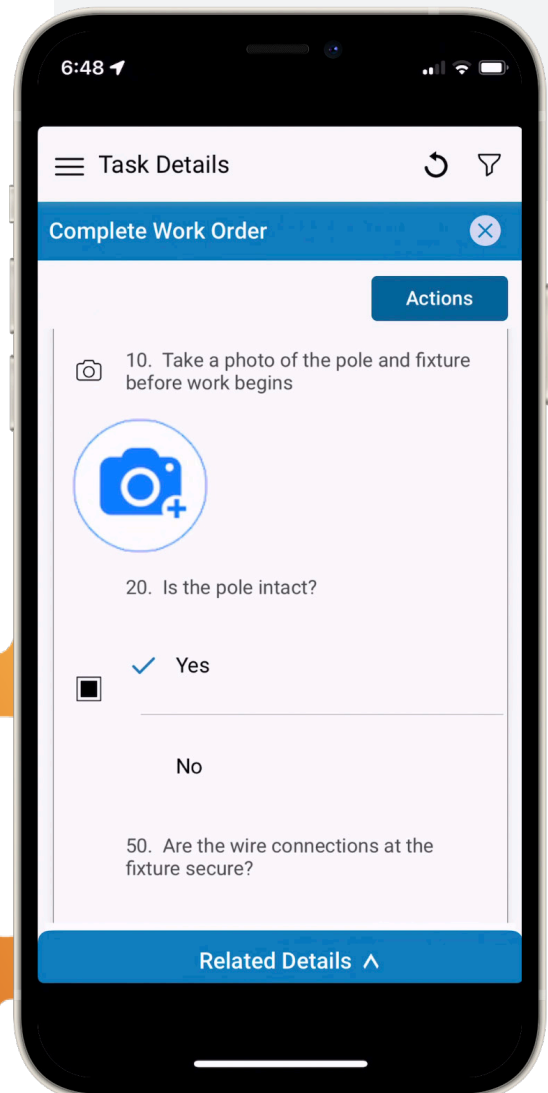 6:48
Task Details
Complete Work Order
Actions
10. Take a photo of the pole and fixture
before work begins
20. Is the pole intact?
Yes
No
50. Are the wire connections at the
fixture secure?
Related Details